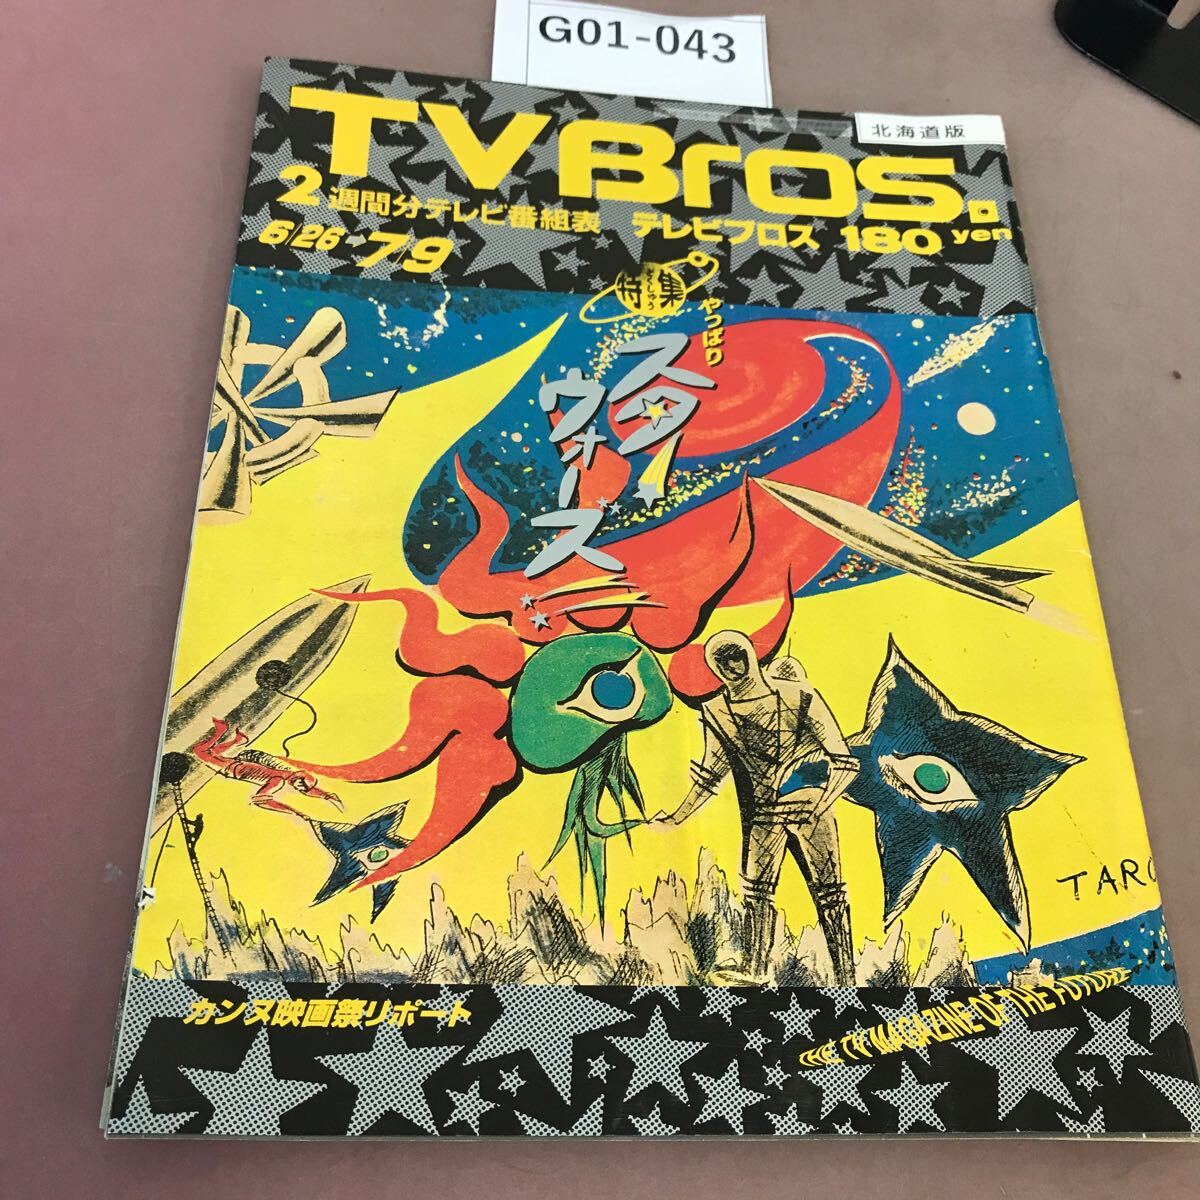 G01-043
北海道版
TV Bros.
2週間分テレビ番組表 テレビブロス 180 yen
6/26→7/9
特集
とくしゅう
やっぱり
スター
ウォーズ
TARO
カンヌ映画祭リポート
THE TV MAGAZINE OF THE FUTURE